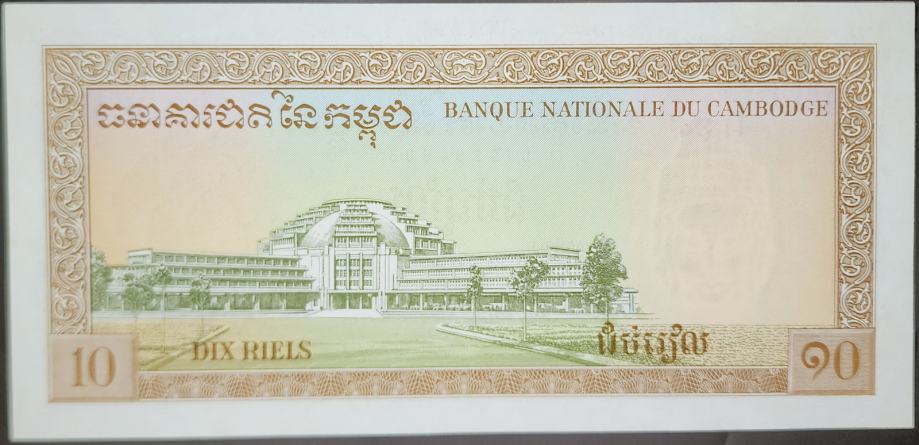 ធនាគារជាតិនៃកម្ពុជា BANQUE NATIONALE DU CAMBODGE
DIX RIELS ដប់រៀល
10 ១០